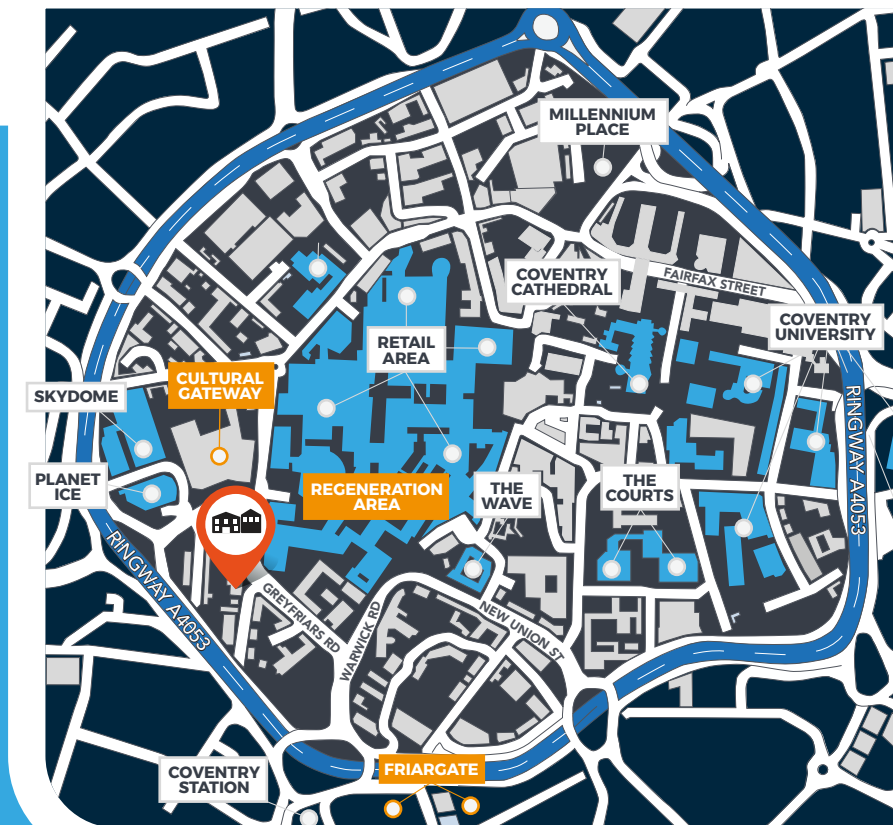 MILLENNIUM
PLACE
COVENTRY
CATHEDRAL
FAIRFAX STREET
COVENTRY
UNIVERSITY
RETAIL
AREA
CULTURAL
GATEWAY
SKYDOME
RINGWAY A4053
PLANET
ICE
REGENERATION
AREA
THE
WAVE
THE
COURTS
RINGWAY A4053
GREYFRIARS RD
WARWICK RD
NEW UNION ST
COVENTRY
STATION
FRIARGATE